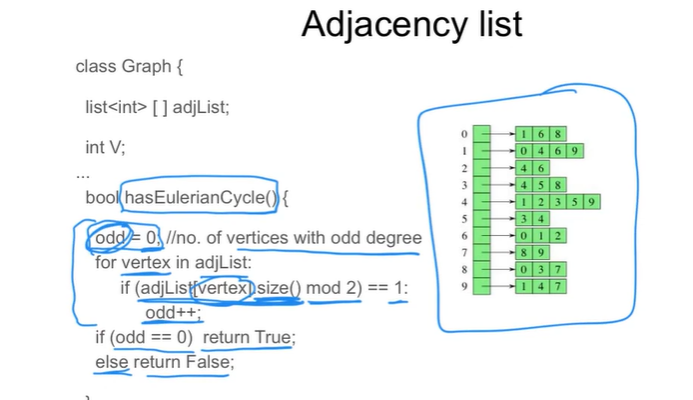 Adjacency list
class Graph {
list<int> [ ] adjList;
int V;
...
bool hasEulerianCycle() {
odd = 0; //no. of vertices with odd degree
for vertex in adjList:
if (adjList[vertex].size() mod 2) == 1:
odd++;
if (odd == 0) return True;
else return False;
}
0 1 6 8
1 0 4 6 9
2 4 6
3 4 5 8
4 1 2 3 5 9
5 3 4
6 0 1 2
7 8 9
8 0 3 7
9 1 4 7